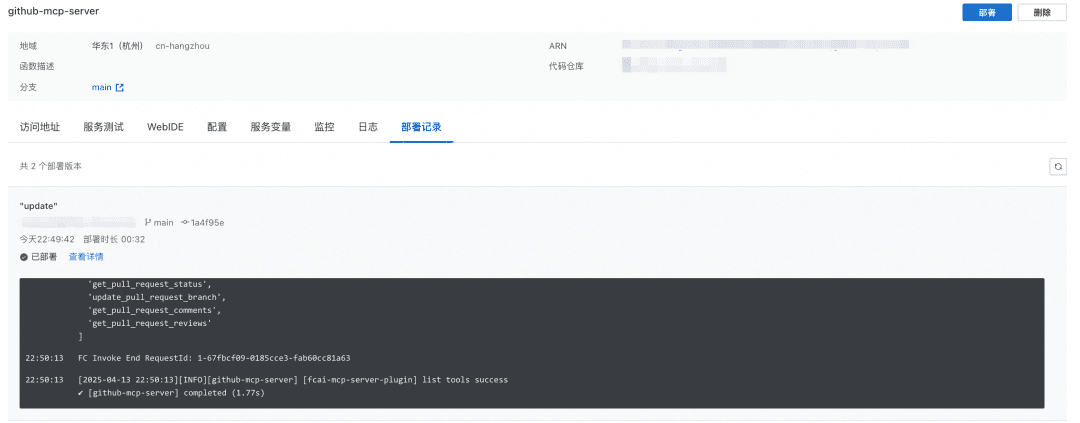 github-mcp-server
部署 删除
地域 华东1（杭州） cn-hangzhou ARN
函数描述 代码仓库
分支 main
访问地址 服务测试 WebIDE 配置 服务变量 监控 日志 部署记录
共 2 个部署版本
"update"
main 1a4f95e
今天22:49:42 部署时长 00:32
已部署 查看详情
'get_pull_request_status',
'update_pull_request_branch',
'get_pull_request_comments',
'get_pull_request_reviews'
]
22:50:13 FC Invoke End RequestId: 1-67fbcf09-0185cce3-fab60cc81a63
22:50:13 [2025-04-13 22:50:13][INFO][github-mcp-server] [fcai-mcp-server-plugin] list tools success
✔ [github-mcp-server] completed (1.77s)